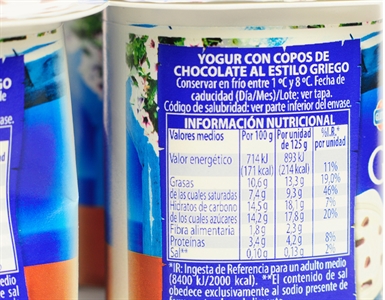 YOGUR CON COPOS DE
CHOCOLATE AL ESTILO GRIEGO
Conservar en frío entre 1 ºC y 8 ºC. Fecha de
caducidad (Día/Mes)/Lote: ver tapa.
Código de salubridad: ver parte inferior del envase.
INFORMACIÓN NUTRICIONAL
Valores medios Por 100 g Por unidad de 125 g %I.R.* por unidad
Valor energético 714 kJ 893 kJ
(171 kcal) (214 kcal) 11%
Grasas 10,6 g 13,3 g 19,0%
de las cuales saturadas 7,4 g 9,3 g 46%
Hidratos de carbono 14,5 g 18,1 g 7%
de los cuales azúcares 14,2 g 17,8 g 20%
Fibra alimentaria 1,8 g 2,3 g
Proteínas 3,4 g 4,2 g 8%
Sal** 0,10 g 0,13 g 2%
*IR: Ingesta de Referencia para un adulto medio
(8400 kJ/2000 kcal). **El contenido de sal
obedece exclusivamente al sodio presente de